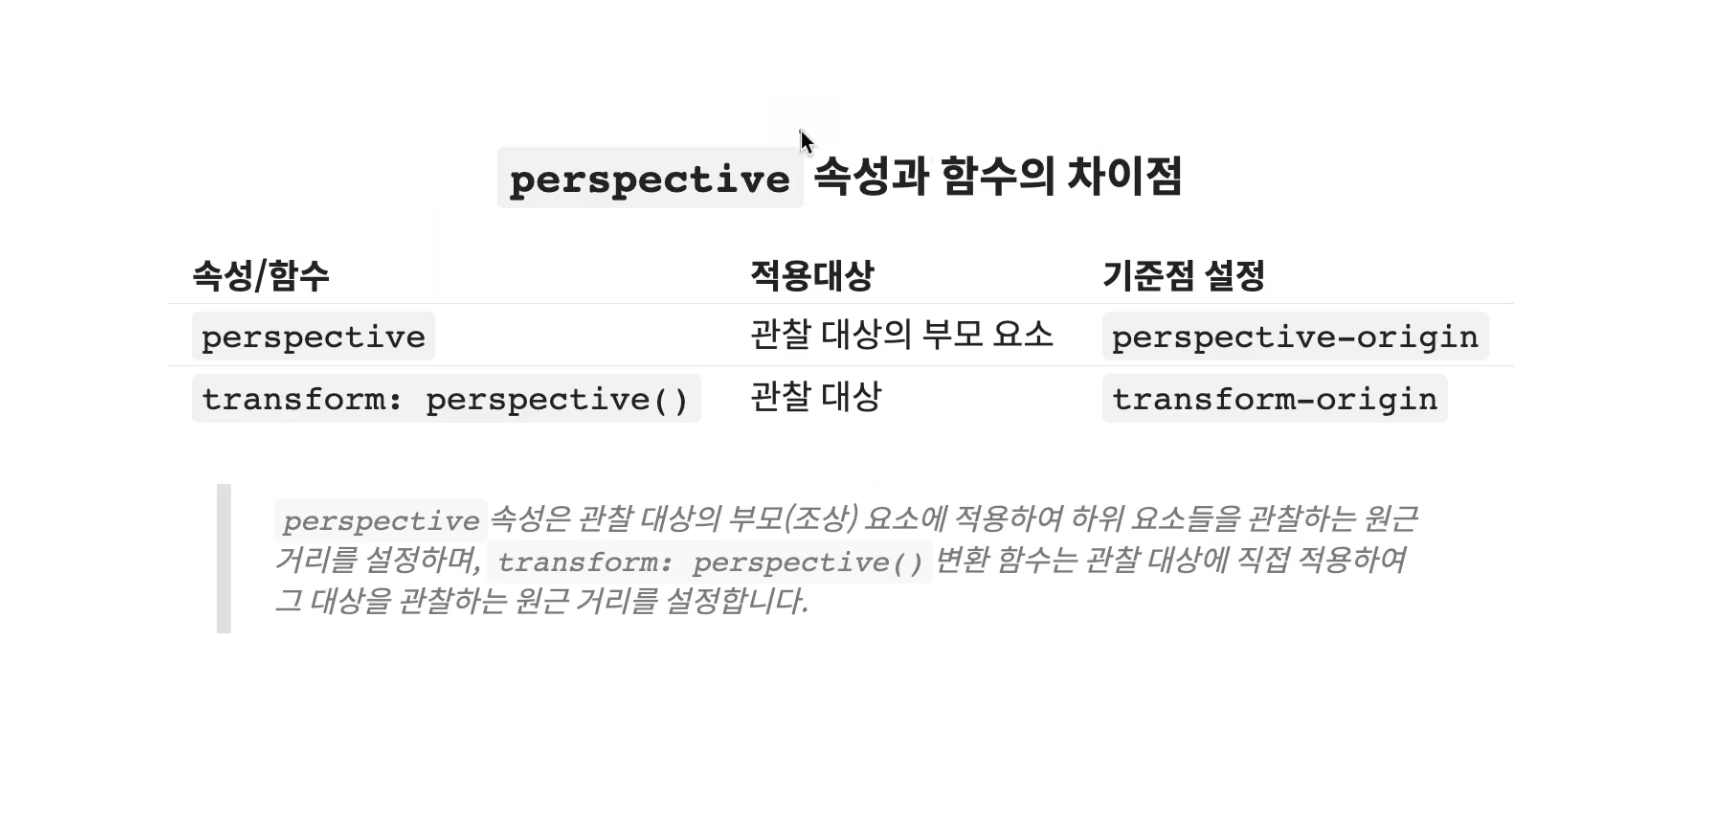 perspective 속성과 함수의 차이점
속성/함수 적용대상 기준점 설정
perspective 관찰 대상의 부모 요소 perspective-origin
transform: perspective() 관찰 대상 transform-origin
perspective 속성은 관찰 대상의 부모(조상) 요소에 적용하여 하위 요소들을 관찰하는 원근
거리를 설정하며, transform: perspective() 변환 함수는 관찰 대상에 직접 적용하여
그 대상을 관찰하는 원근 거리를 설정합니다.